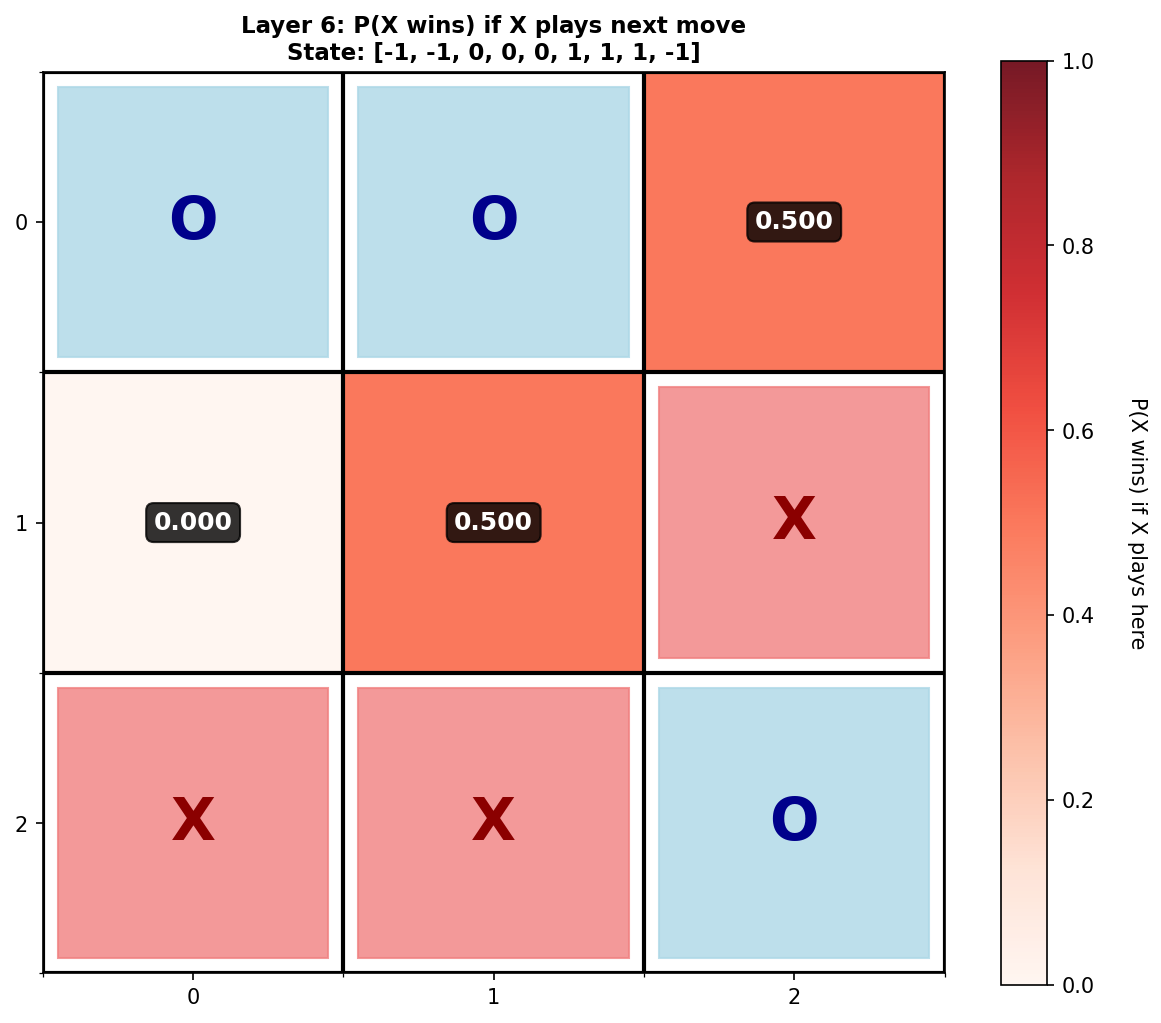 Layer 6: P(X wins) if X plays next move
State: [-1, -1, 0, 0, 0, 1, 1, 1, -1]
0
O
O
0.500
1
0.000
0.500
X
2
X
X
O
0
1
2
1.0
0.8
0.6
0.4
0.2
0.0
P(X wins) if X plays here